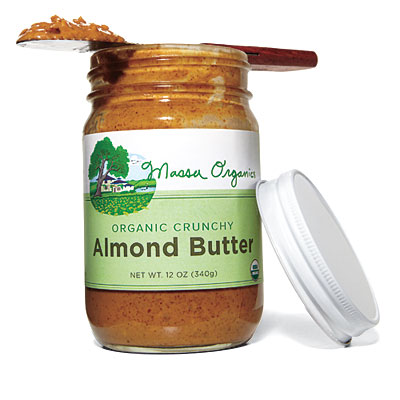 Massa Organics
ORGANIC CRUNCHY
Almond Butter
NET WT. 12 OZ (340g)